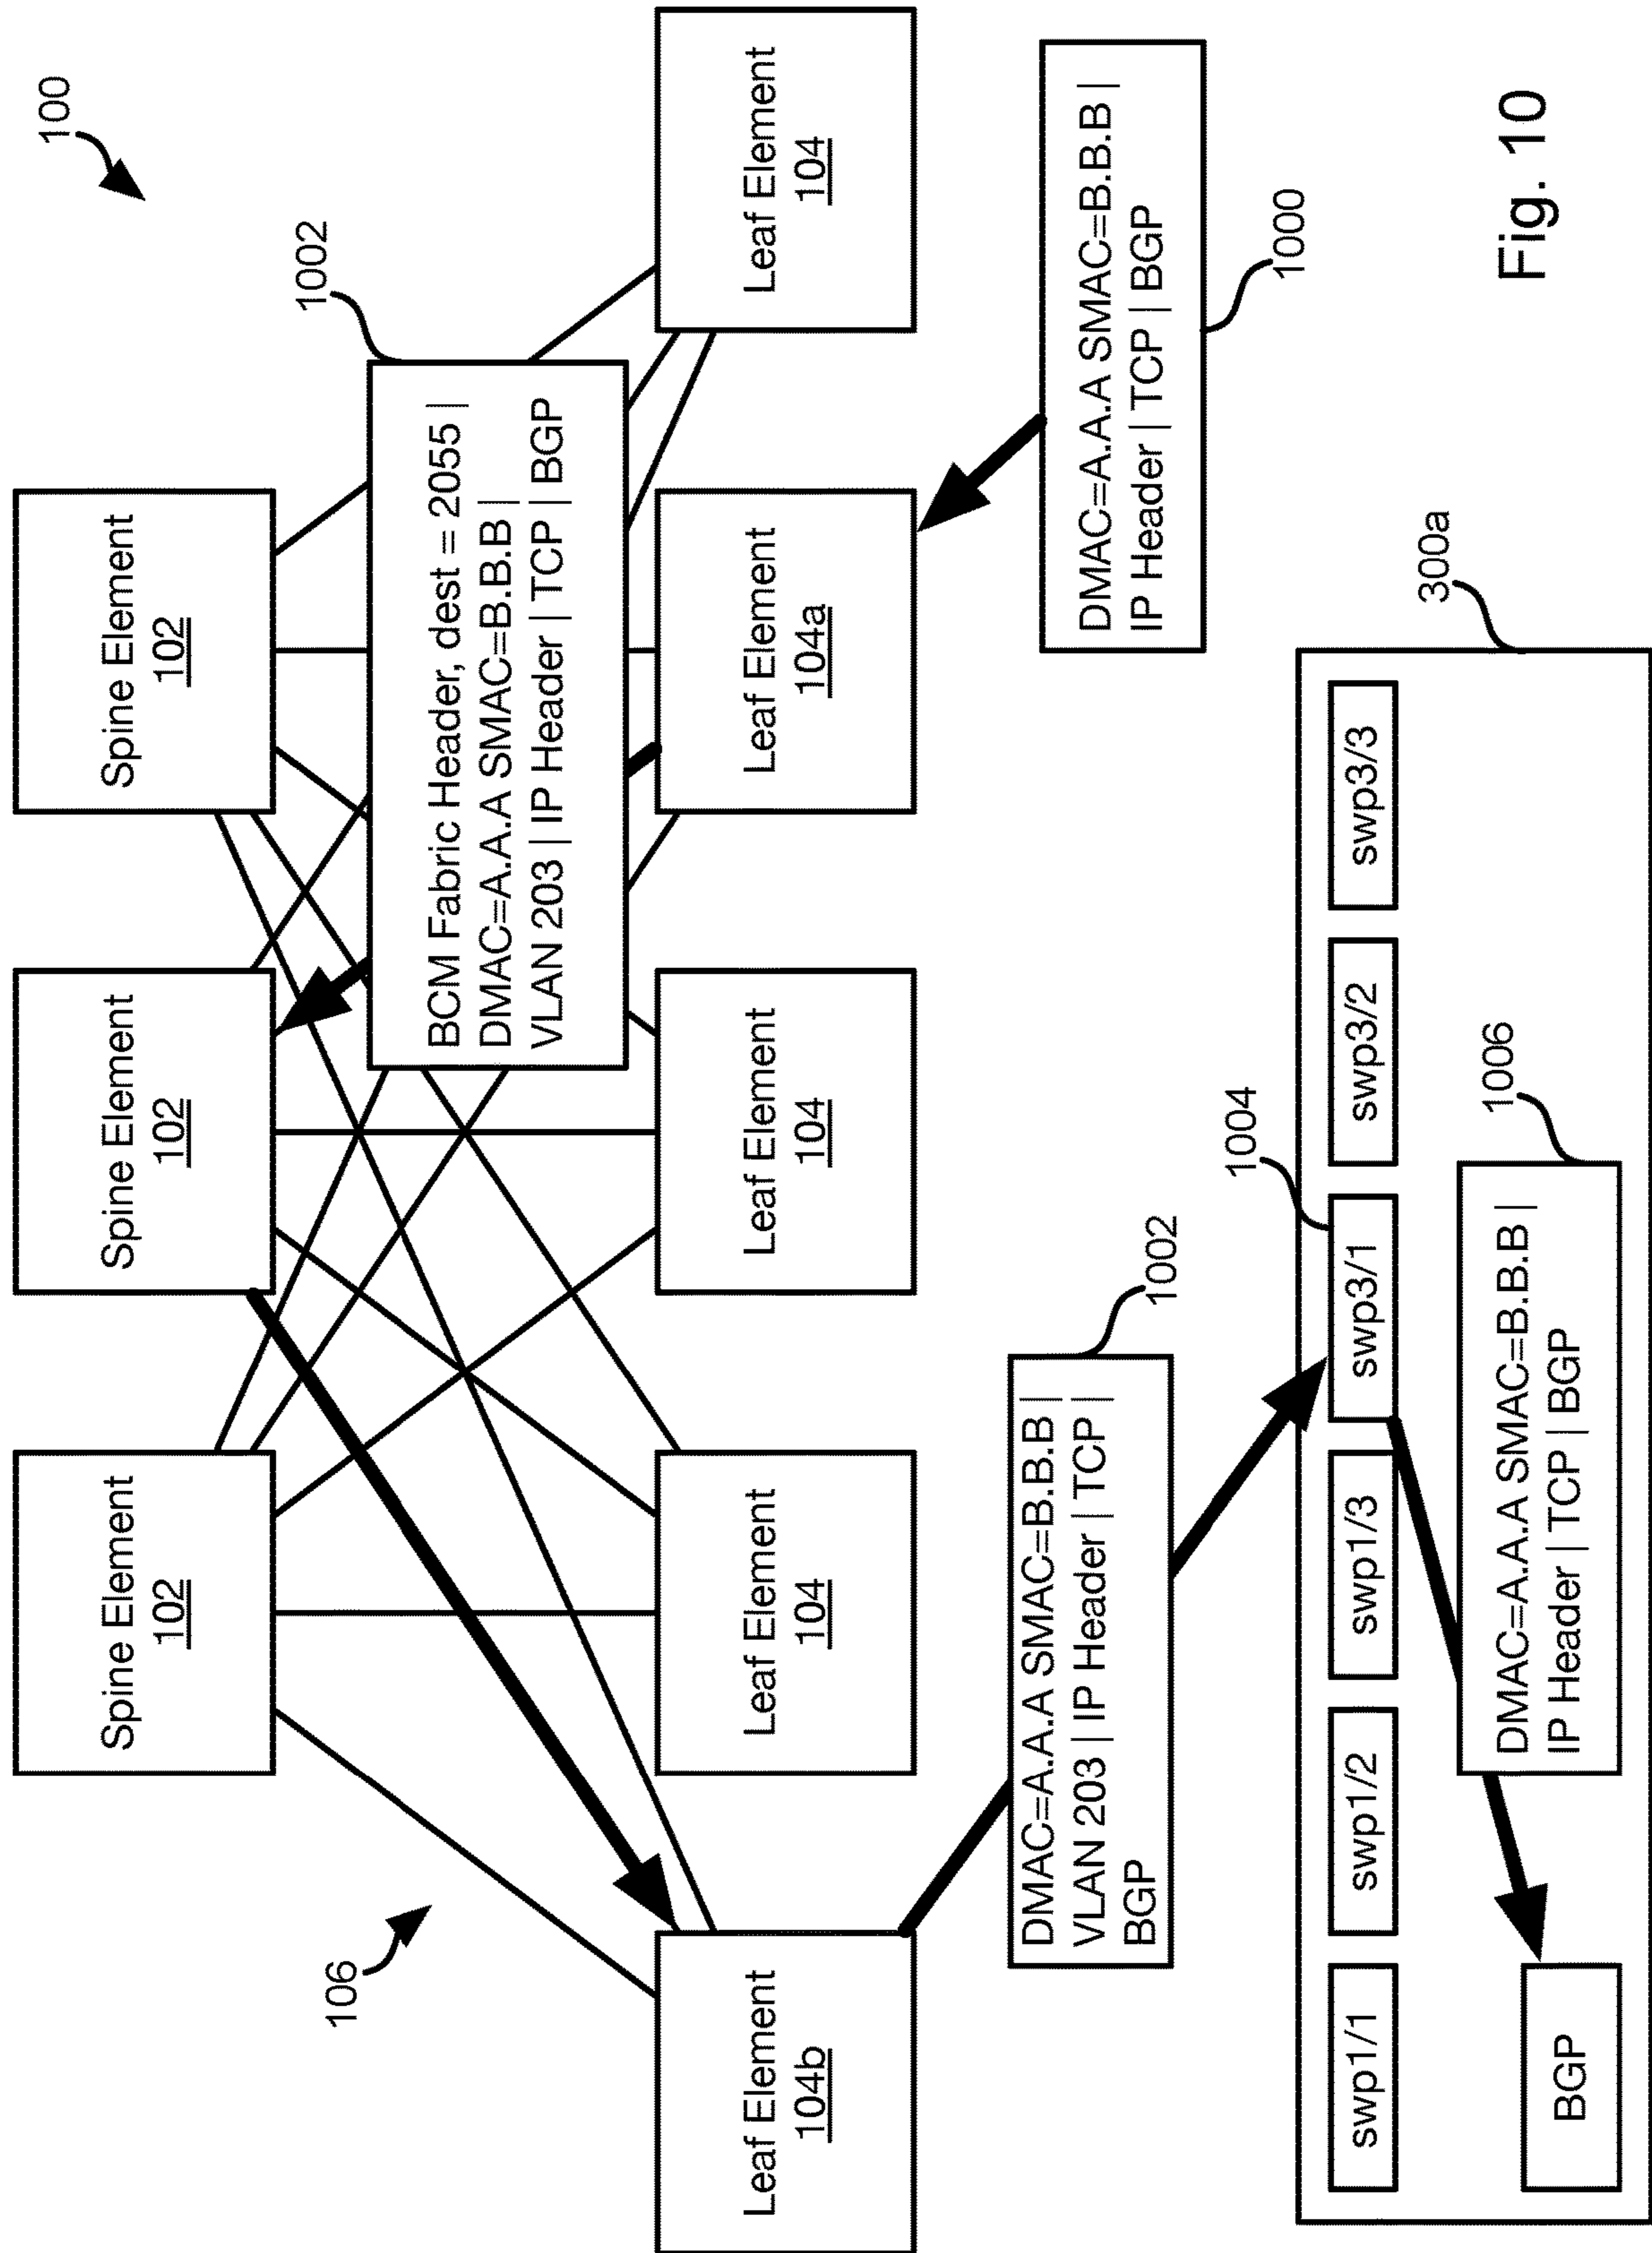 100
Spine Element
102
Spine Element
102
Spine Element
102
106
1002
BCM Fabric Header, dest = 2055 |
DMAC=A.A.A SMAC=B.B.B |
VLAN 203 | IP Header | TCP | BGP
Leaf Element
104b
Leaf Element
104
Leaf Element
104
Leaf Element
104a
Leaf Element
104
DMAC=A.A.A SMAC=B.B.B |
VLAN 203 | IP Header | TCP |
BGP
1002
DMAC=A.A.A SMAC=B.B.B |
IP Header | TCP | BGP
1000
1004
300a
swp1/1
swp1/2
swp1/3
swp3/1
swp3/2
swp3/3
BGP
DMAC=A.A.A SMAC=B.B.B |
IP Header | TCP | BGP
1006
Fig. 10